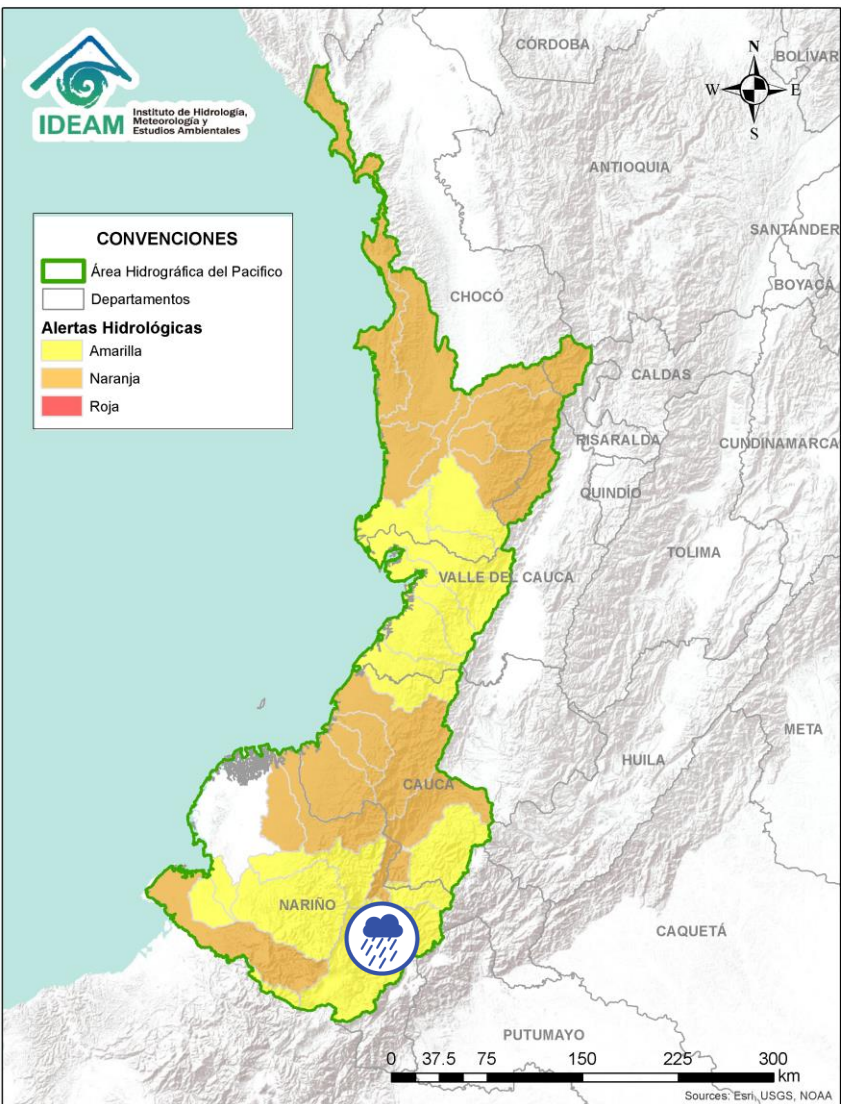 IDEAM
Instituto de Hidrología,
Meteorología y
Estudios Ambientales
CONVENCIONES
Área Hidrográfica del Pacifico
Departamentos
Alertas Hidrológicas
Amarilla
Naranja
Roja
N
W E
S
CÓRDOBA
BOLÍVAR
ANTIOQUIA
SANTANDER
BOYACÁ
CHOCÓ
CALDAS
RISARALDA
CUNDINAMARCA
QUINDÍO
TOLIMA
VALLE DEL CAUCA
META
HUILA
CAUCA
NARIÑO
CAQUETÁ
PUTUMAYO
0 37.5 75 150 225 300
km
Sources: Esri, USGS, NOAA